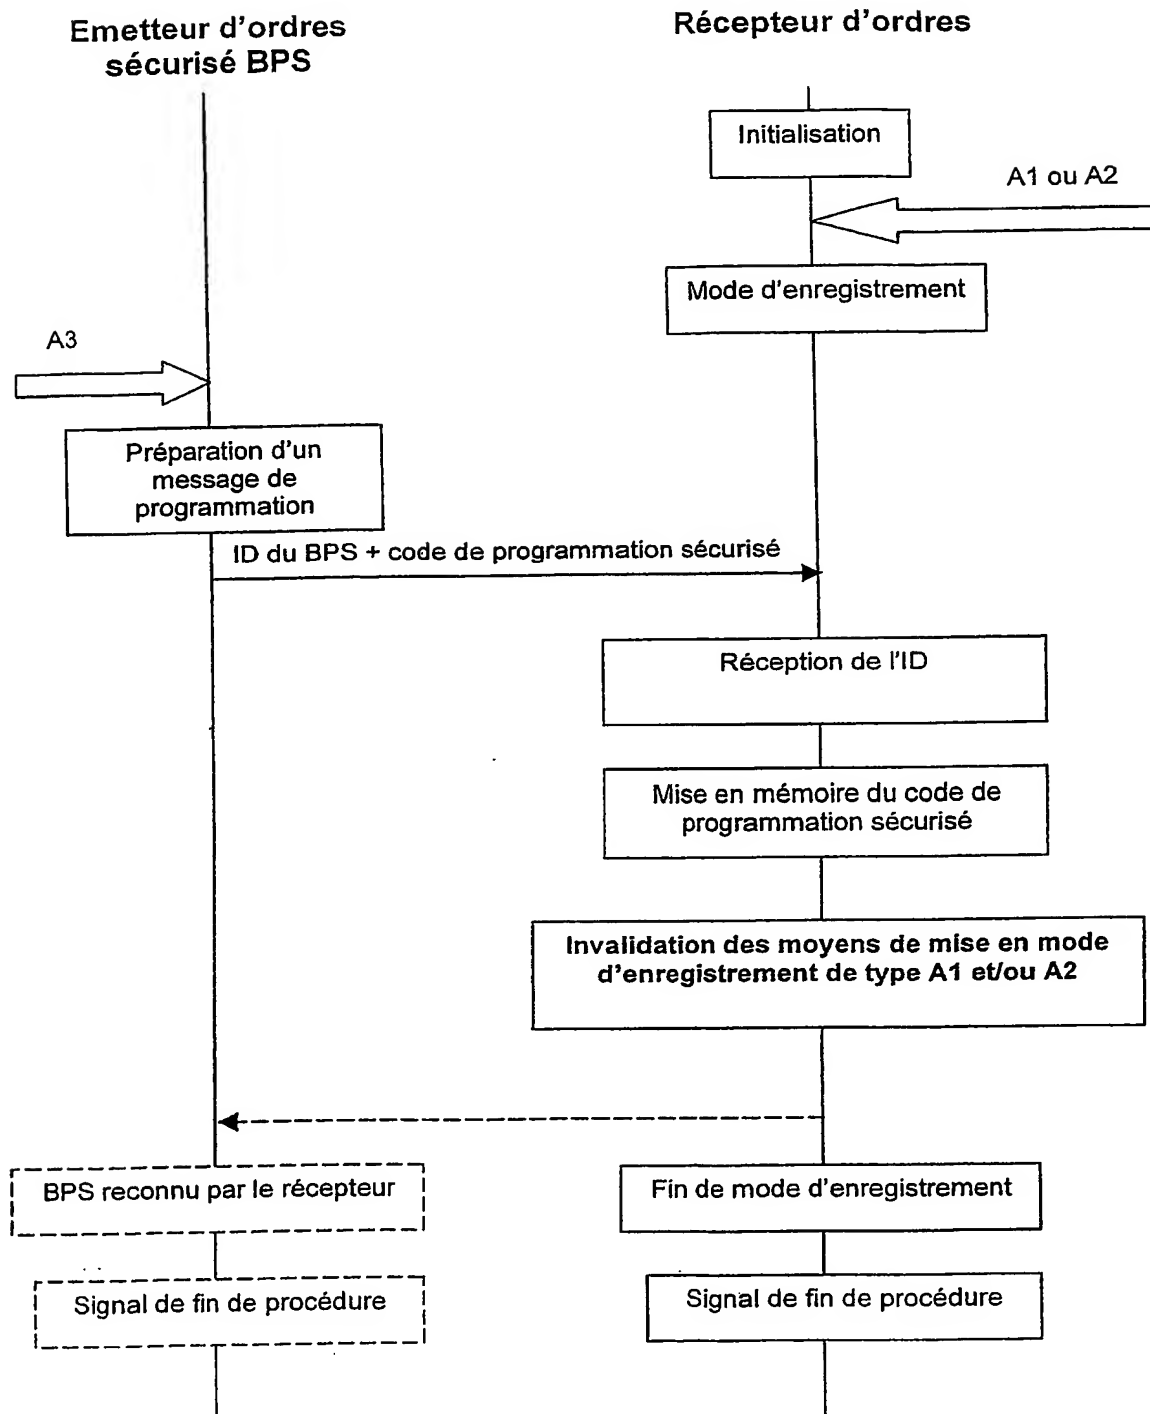 Emetteur d'ordres
sécurisé BPS
Récepteur d'ordres
Initialisation
A1 ou A2
Mode d'enregistrement
A3
Préparation d'un
message de
programmation
ID du BPS + code de programmation sécurisé
Réception de l'ID
Mise en mémoire du code de
programmation sécurisé
Invalidation des moyens de mise en mode
d'enregistrement de type A1 et/ou A2
BPS reconnu par le récepteur
Fin de mode d'enregistrement
Signal de fin de procédure
Signal de fin de procédure